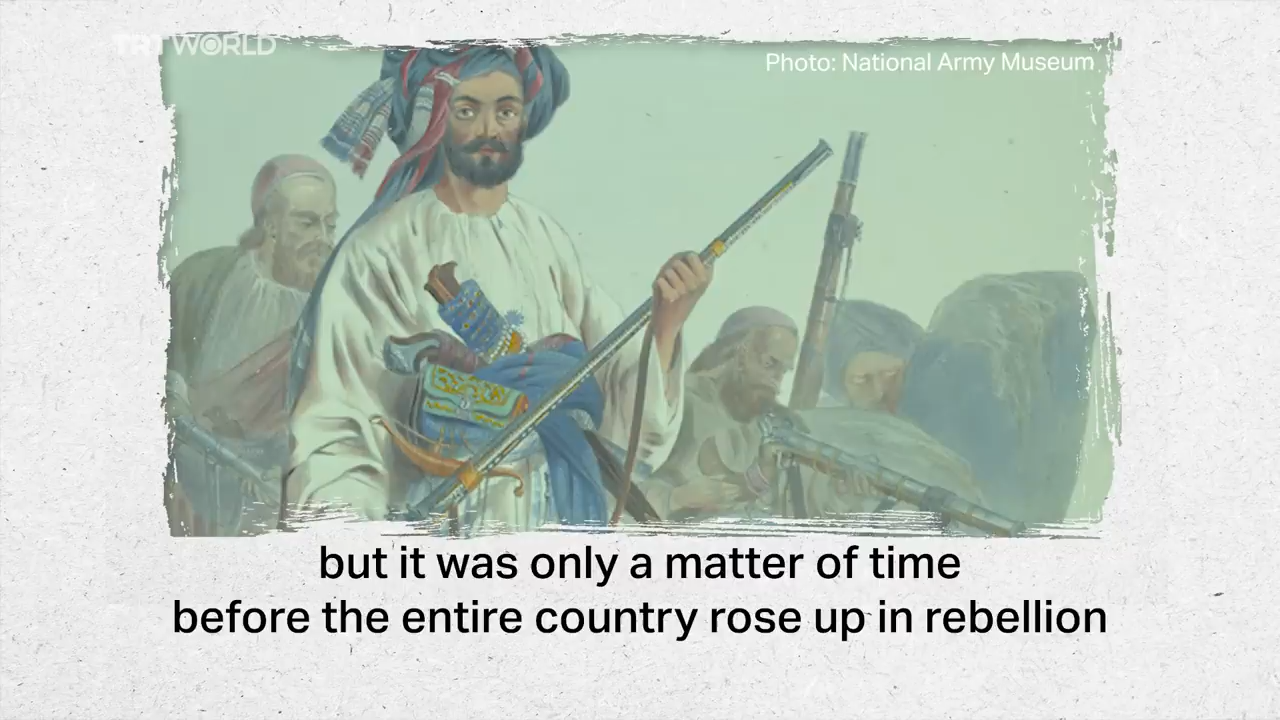 TRT WORLD
Photo: National Army Museum
but it was only a matter of time
before the entire country rose up in rebellion